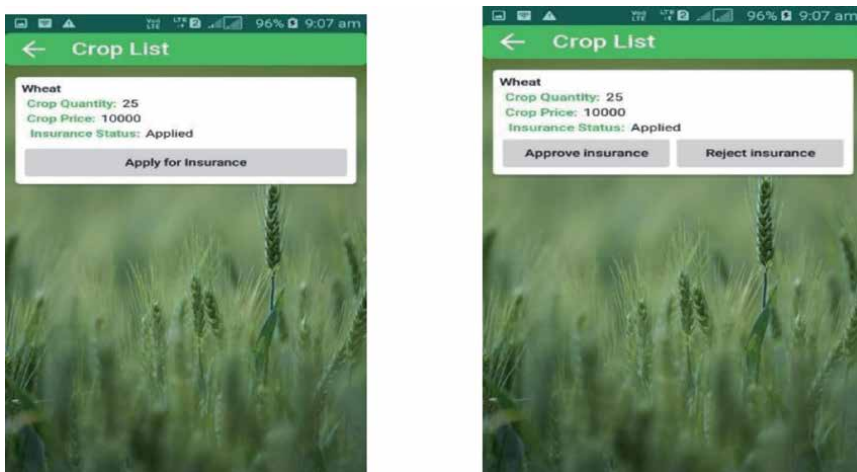 96% 9:07 am
Crop List
Wheat
Crop Quantity: 25
Crop Price: 10000
Insurance Status: Applied
Apply for Insurance
96% 9:07 am
Crop List
Wheat
Crop Quantity: 25
Crop Price: 10000
Insurance Status: Applied
Approve insurance Reject insurance